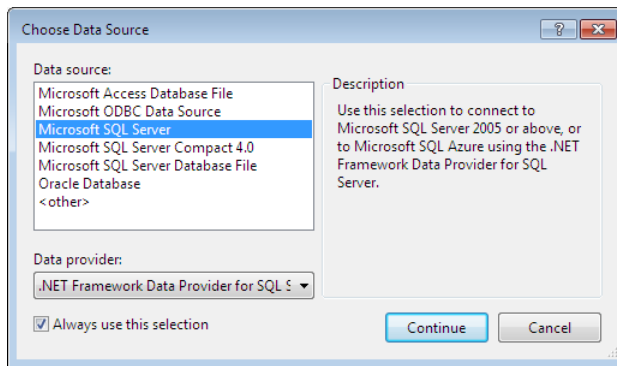 Choose Data Source
?
Data source:
Microsoft Access Database File
Microsoft ODBC Data Source
Microsoft SQL Server
Microsoft SQL Server Compact 4.0
Microsoft SQL Server Database File
Oracle Database
<other>
Description
Use this selection to connect to
Microsoft SQL Server 2005 or above, or
to Microsoft SQL Azure using the .NET
Framework Data Provider for SQL
Server.
Data provider:
.NET Framework Data Provider for SQL S
Always use this selection
Continue
Cancel